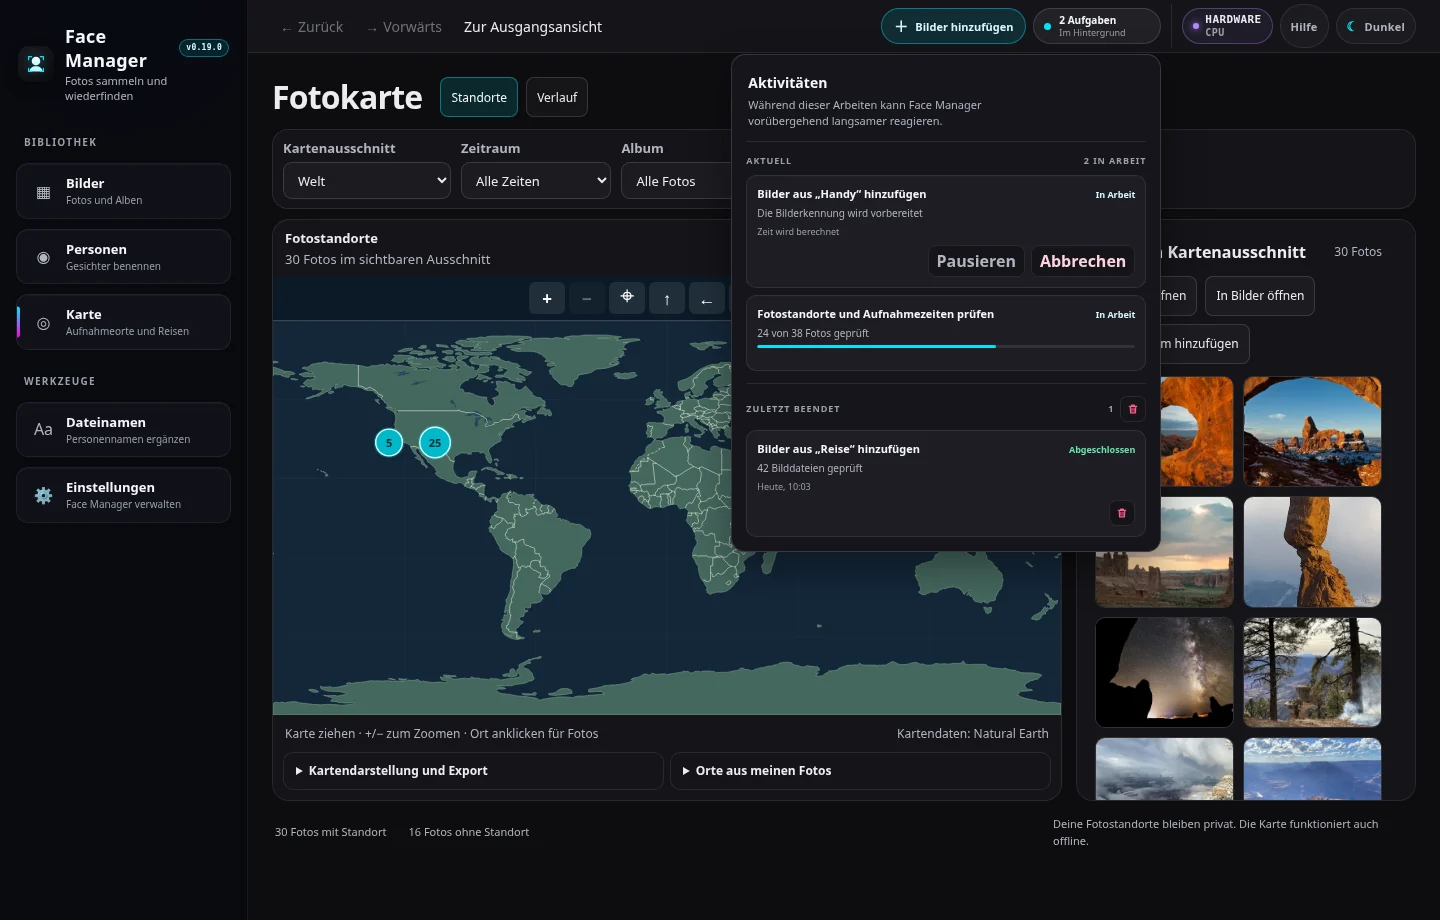 Face
Manager
v0.19.0
Fotos sammeln und
wiederfinden
BIBLIOTHEK
Bilder
Fotos und Alben
Personen
Gesichter benennen
Karte
Aufnahmeorte und Reisen
WERKZEUGE
Aa Dateinamen
Personennamen ergänzen
Einstellungen
Face Manager verwalten
← Zurück → Vorwärts Zur Ausgangsansicht
+ Bilder hinzufügen
2 Aufgaben
Im Hintergrund
HARDWARE
CPU
Hilfe
Dunkel
Fotokarte
Standorte
Verlauf
Kartenausschnitt
Welt
Zeitraum
Alle Zeiten
Album
Alle Fotos
Fotostandorte
30 Fotos im sichtbaren Ausschnitt
+ − ↑ ←
5
25
Karte ziehen · +/− zum Zoomen · Ort anklicken für Fotos
Kartendaten: Natural Earth
Kartendarstellung und Export
Orte aus meinen Fotos
30 Fotos mit Standort
16 Fotos ohne Standort
Aktivitäten
Während dieser Arbeiten kann Face Manager
vorübergehend langsamer reagieren.
AKTUELL
2 IN ARBEIT
Bilder aus „Handy“ hinzufügen
In Arbeit
Die Bilderkennung wird vorbereitet
Zeit wird berechnet
Pausieren
Abbrechen
Fotostandorte und Aufnahmezeiten prüfen
In Arbeit
24 von 38 Fotos geprüft
ZULETZT BEENDET
1
Bilder aus „Reise“ hinzufügen
Abgeschlossen
42 Bilddateien geprüft
Heute, 10:03
Kartenausschnitt
30 Fotos
In Bilder öffnen
hinzufügen
Deine Fotostandorte bleiben privat. Die Karte funktioniert auch
offline.